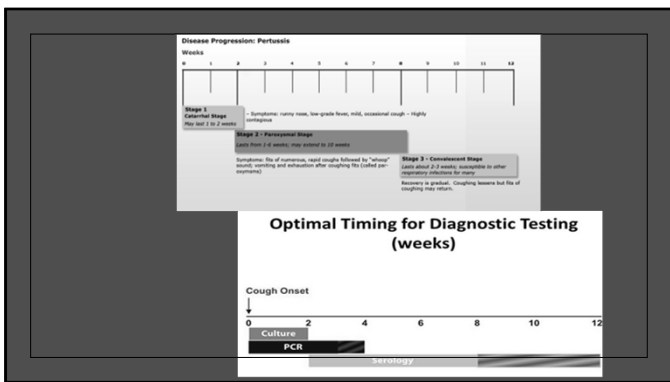 Disease Progression: Pertussis
Weeks
0 1 2 3 4 5 6 7 8 9 10 11 12
Stage 1
Catarrhal Stage
May last 1 to 2 weeks
– Symptoms: runny nose, low-grade fever, mild, occasional cough – Highly
contagious
Stage 2 - Paroxysmal Stage
Lasts from 1-6 weeks; may extend to 10 weeks
Symptoms: fits of numerous, rapid coughs followed by "whoop"
sound; vomiting and exhaustion after coughing fits (called par-
oxysms)
Stage 3 - Convalescent Stage
Lasts about 2-3 weeks; susceptible to other
respiratory infections for many
Recovery is gradual. Coughing lessens but fits of
coughing may return.
Optimal Timing for Diagnostic Testing
(weeks)
Cough Onset
0 2 4 6 8 10 12
Culture
PCR
Serology